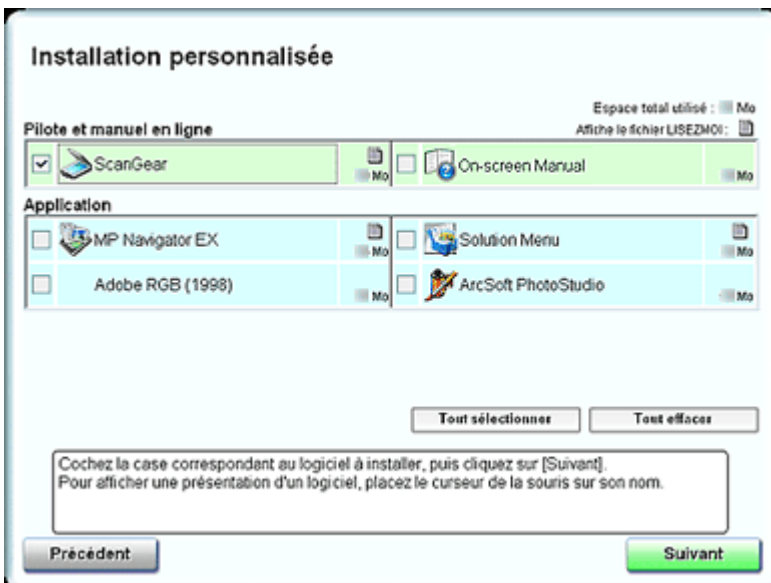 Installation personnalisée
Espace total utilisé : Mo
Pilote et manuel en ligne
Affiche le fichier LISEZMOI :
ScanGear
Mo
On-screen Manual
Mo
Application
MP Navigator EX
Mo
Solution Menu
Mo
Adobe RGB (1998)
Mo
ArcSoft PhotoStudio
Mo
Tout sélectionner
Tout effacer
Cochez la case correspondant au logiciel à installer, puis cliquez sur [Suivant].
Pour afficher une présentation d'un logiciel, placez le curseur de la souris sur son nom.
Précédent
Suivant